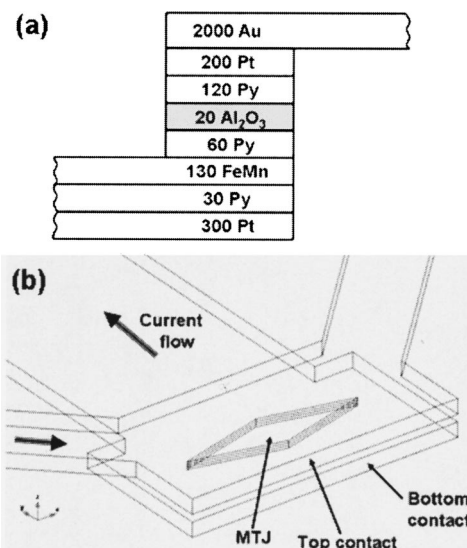 (a)
2000 Au
200 Pt
120 Py
20 Al₂O₃
60 Py
130 FeMn
30 Py
300 Pt
(b)
Current
flow
MTJ
Top contact
Bottom
contact